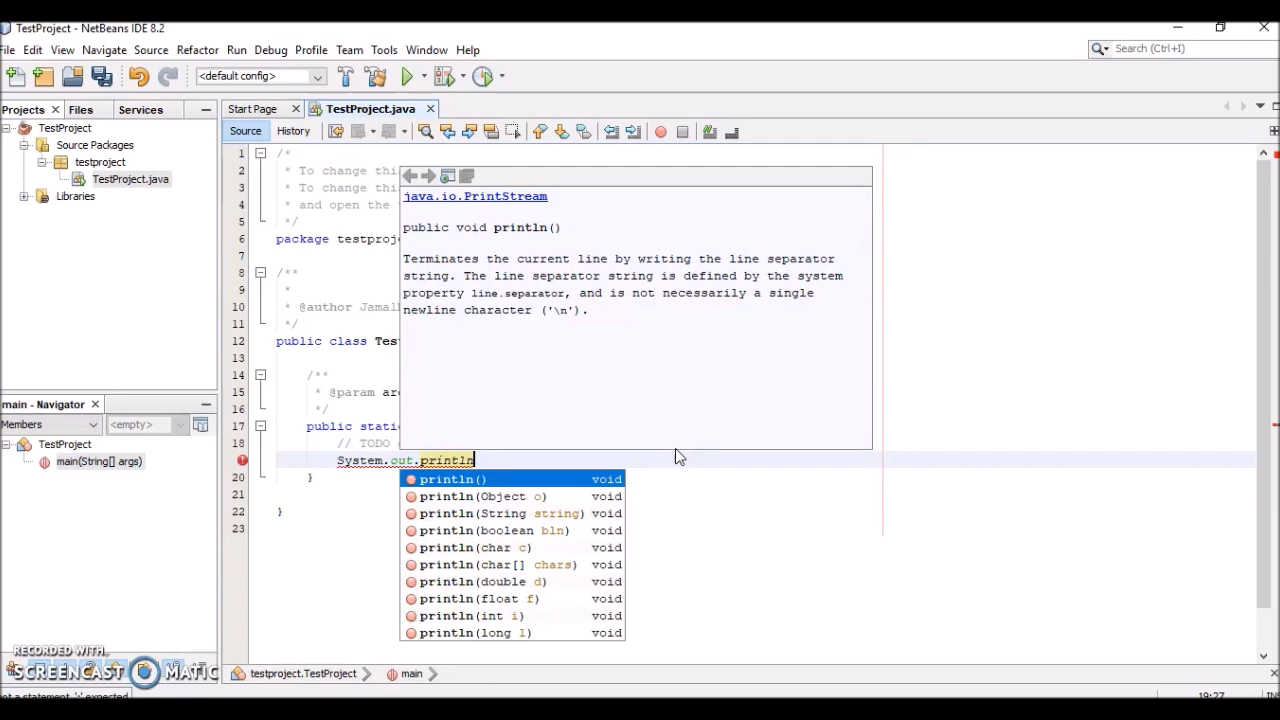 TestProject - NetBeans IDE 8.2
File Edit View Navigate Source Refactor Run Debug Profile Team Tools Window Help
Search (Ctrl+I)
<default config>
Projects Files Services
Start Page TestProject.java
Source History
TestProject
Source Packages
testproject
TestProject.java
Libraries
1 /*
2 * To change thi
3 * To change thi
4 * and open the
5 */
6 package testproj
7
8 /**
9 *
10 * @author Jamal
11 */
12 public class Tes
13
14 /**
15 * @param ar
16 */
17 public stati
18 // TODO
System.out.println
20 }
21
22 }
23
java.io.PrintStream
public void println()
Terminates the current line by writing the line separator
string. The line separator string is defined by the system
property line.separator, and is not necessarily a single
newline character ('\n').
println() void
println(Object o) void
println(String string) void
println(boolean bln) void
println(char c) void
println(char[] chars) void
println(double d) void
println(float f) void
println(int i) void
println(long l) void
main - Navigator
Members <empty>
TestProject
main(String[] args)
RECORDED WITH
SCREENCAST MATIC
testproject.TestProject main
not a statement ';' expected
19:27 INS